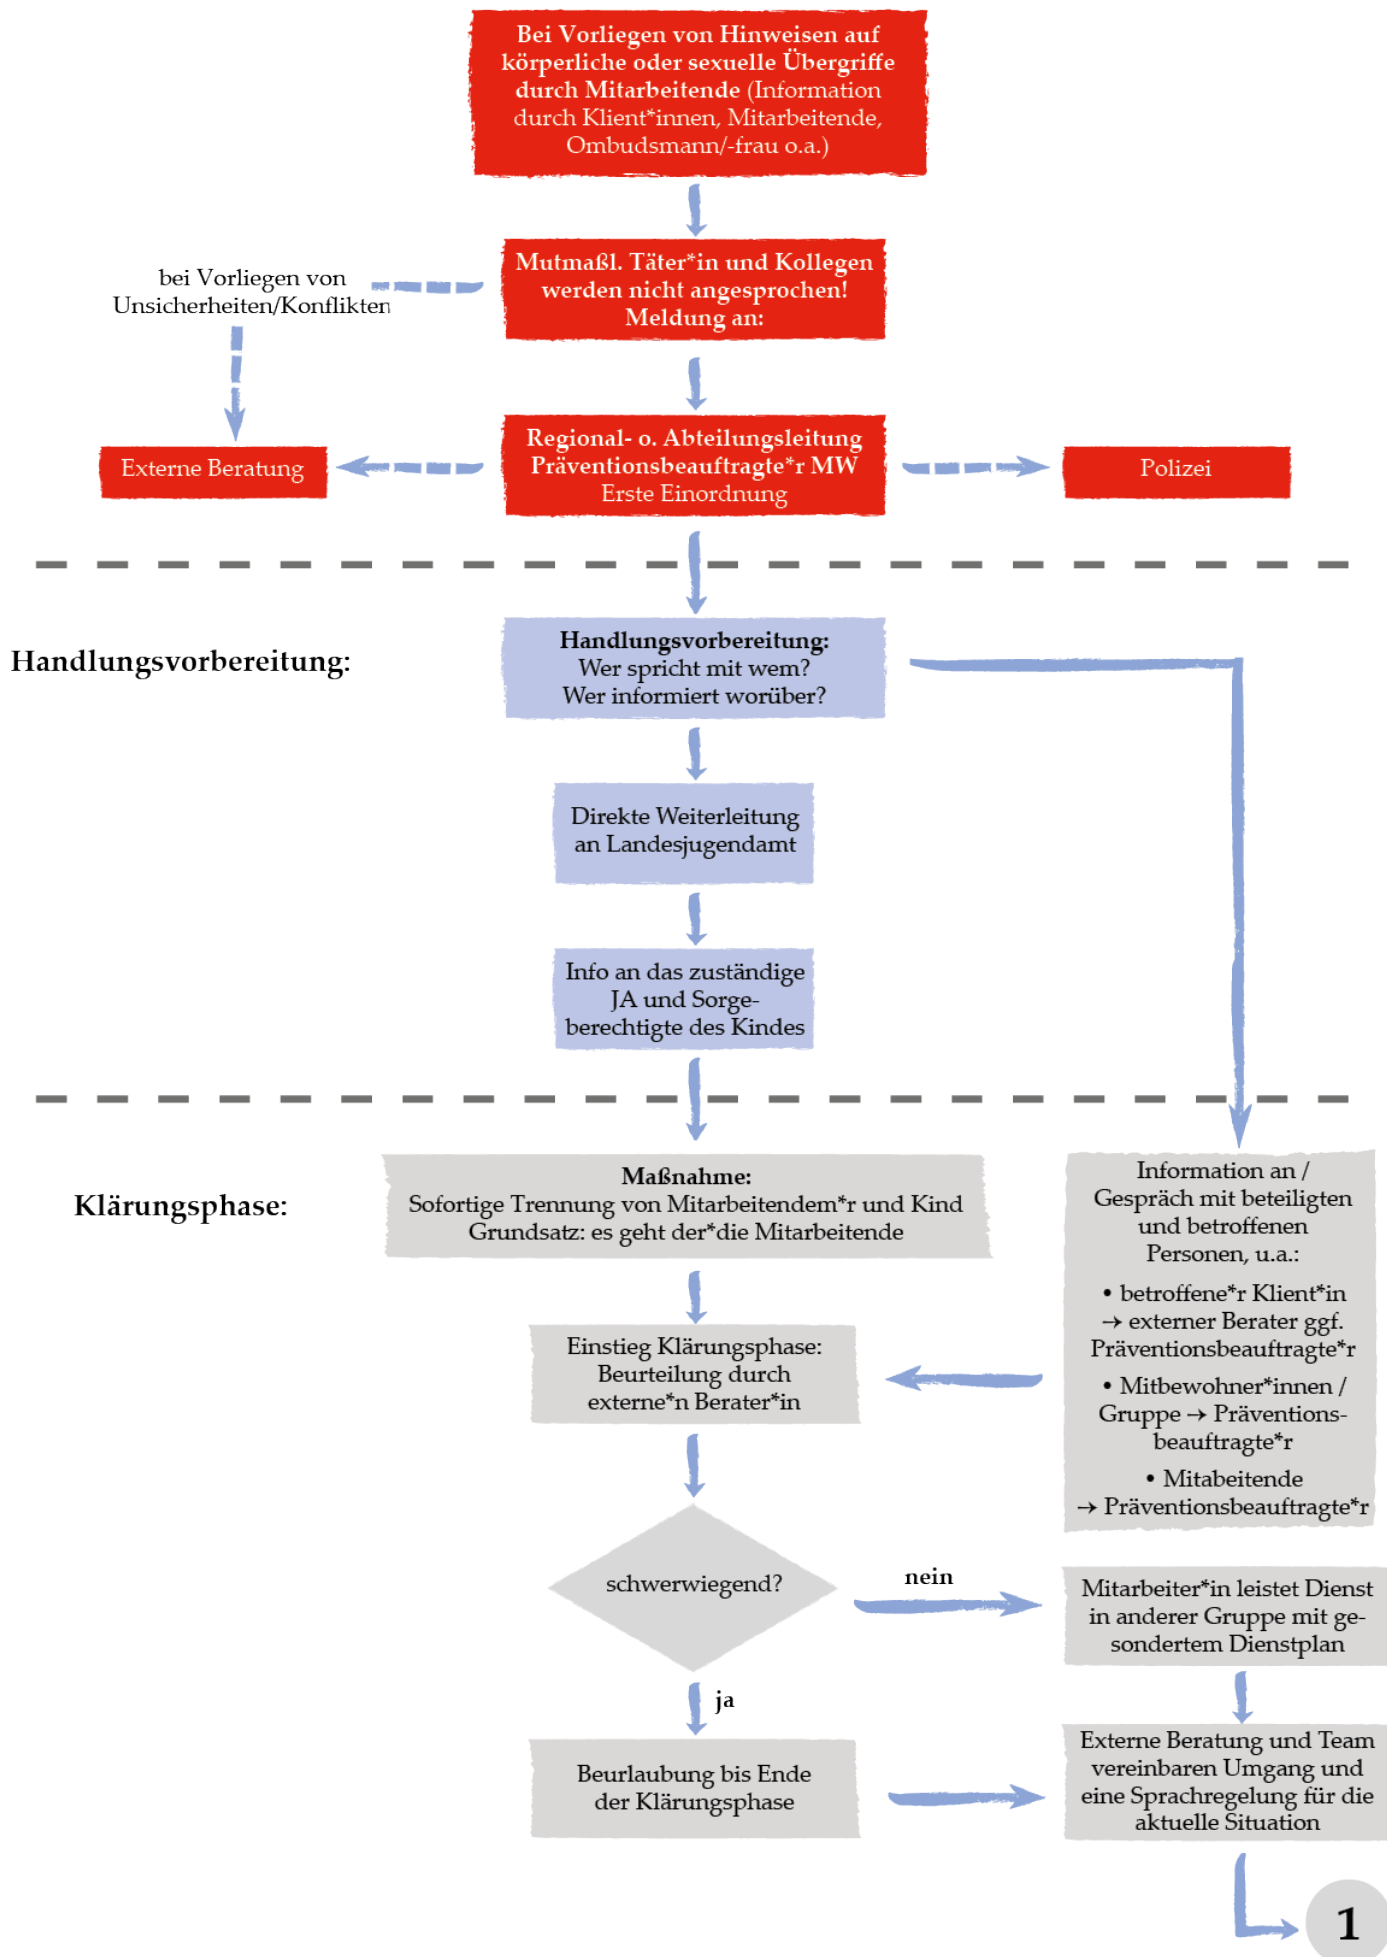 Bei Vorliegen von Hinweisen auf
körperliche oder sexuelle Übergriffe
durch Mitarbeitende (Information
durch Klient*innen, Mitarbeitende,
Ombudsmann/-frau o.a.)
Mutmaßl. Täter*in und Kollegen
werden nicht angesprochen!
Meldung an:
bei Vorliegen von
Unsicherheiten/Konflikten
Externe Beratung
Regional- o. Abteilungsleitung
Präventionsbeauftragte*r MW
Erste Einordnung
Polizei
Handlungsvorbereitung:
Handlungsvorbereitung:
Wer spricht mit wem?
Wer informiert worüber?
Direkte Weiterleitung
an Landesjugendamt
Info an das zuständige
JA und Sorge-
berechtigte des Kindes
Klärungsphase:
Maßnahme:
Sofortige Trennung von Mitarbeitendem*r und Kind
Grundsatz: es geht der*die Mitarbeitende
Information an /
Gespräch mit beteiligten
und betroffenen
Personen, u.a.:
• betroffene*r Klient*in
→ externer Berater ggf.
Präventionsbeauftragte*r
• Mitbewohner*innen /
Gruppe → Präventions-
beauftragte*r
• Mitabeitende
→ Präventionsbeauftragte*r
Einstieg Klärungsphase:
Beurteilung durch
externe*n Berater*in
schwerwiegend?
nein
Mitarbeiter*in leistet Dienst
in anderer Gruppe mit ge-
sondertem Dienstplan
ja
Beurlaubung bis Ende
der Klärungsphase
Externe Beratung und Team
vereinbaren Umgang und
eine Sprachregelung für die
aktuelle Situation
1